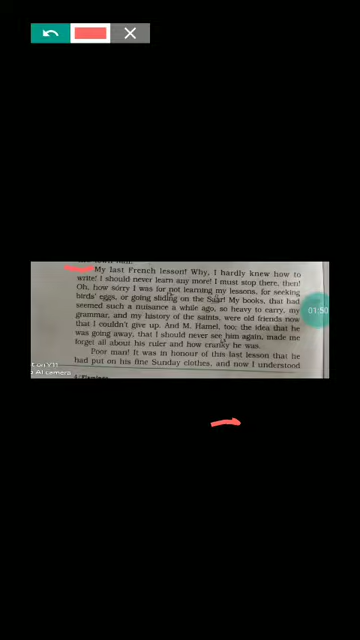 My last French lesson! Why, I hardly knew how to
write! I should never learn any more! I must stop there, then!
Oh, how sorry I was for not learning my lessons, for seeking
birds' eggs, or going sliding on the Saar! My books, that had
seemed such a nuisance a while ago, so heavy to carry, my
grammar, and my history of the saints, were old friends now
that I couldn't give up. And M. Hamel, too; the idea that he
was going away, that I should never see him again, made me
forget all about his ruler and how cranky he was.
Poor man! It was in honour of this last lesson that he
had put on his fine Sunday clothes, and now I understood
01:50
AI camera